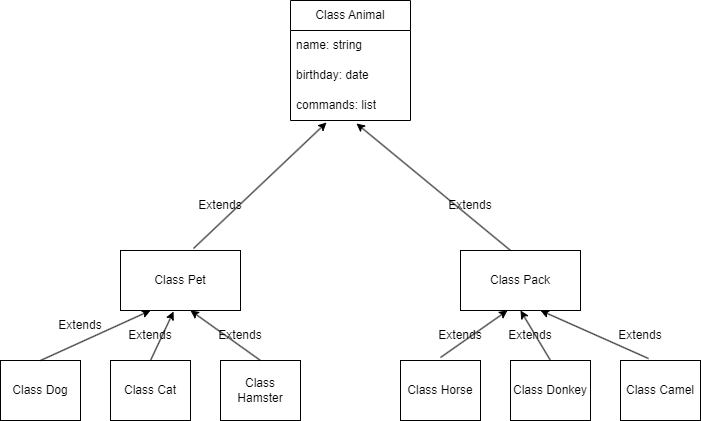 Class Animal
name: string
birthday: date
commands: list
Extends
Extends
Class Pet
Class Pack
Extends
Extends
Extends
Extends
Extends
Extends
Class Dog
Class Cat
Class
Hamster
Class Horse
Class Donkey
Class Camel